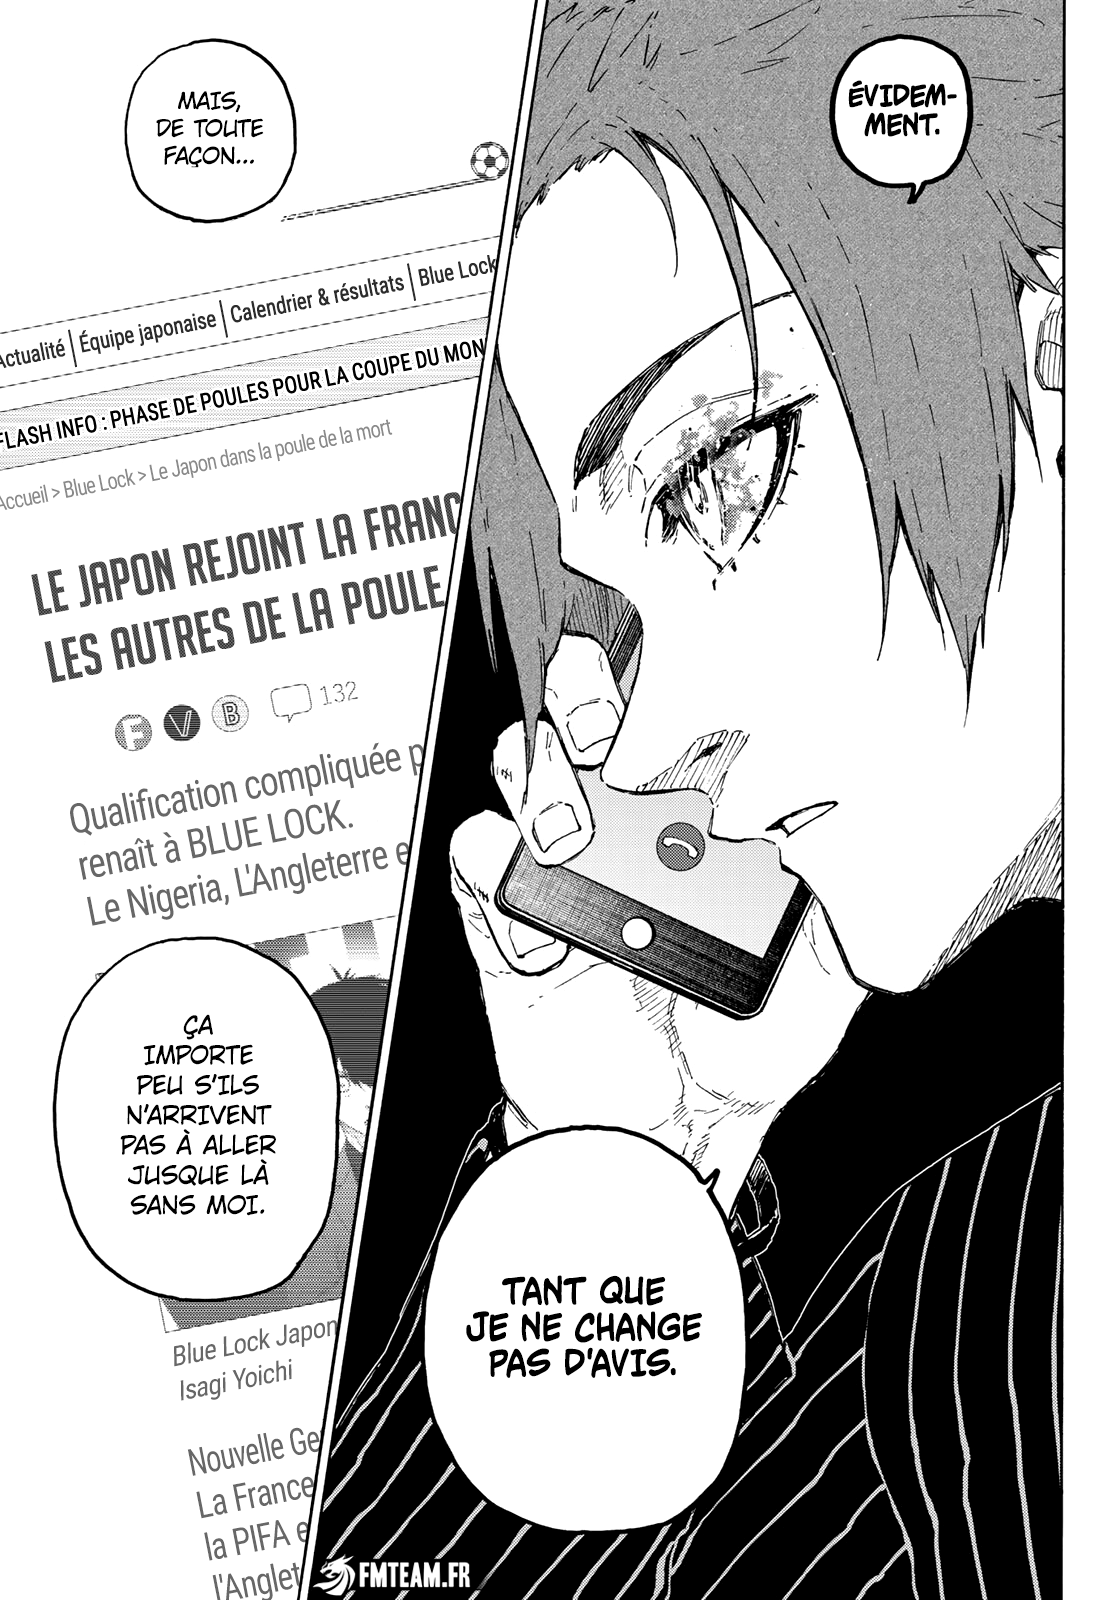 ÉVIDEM-
MENT.
MAIS,
DE TOUTE
FAÇON...
Actualité | Équipe japonaise | Calendrier & résultats | Blue Lock
FLASH INFO : PHASE DE POULES POUR LA COUPE DU MON
Accueil > Blue Lock > Le Japon dans la poule de la mort
LE JAPON REJOINT LA FRANC
LES AUTRES DE LA POULE
F V B 132
Qualification compliquée p
renaît à BLUE LOCK.
Le Nigeria, L'Angleterre e
ÇA
IMPORTE
PEU S'ILS
N'ARRIVENT
PAS À ALLER
JUSQUE LÀ
SANS MOI.
TANT QUE
JE NE CHANGE
PAS D'AVIS.
Blue Lock Japon
Isagi Yoichi
Nouvelle Ge
La France
la PIFA e
l'Anglet
FMTEAM.FR